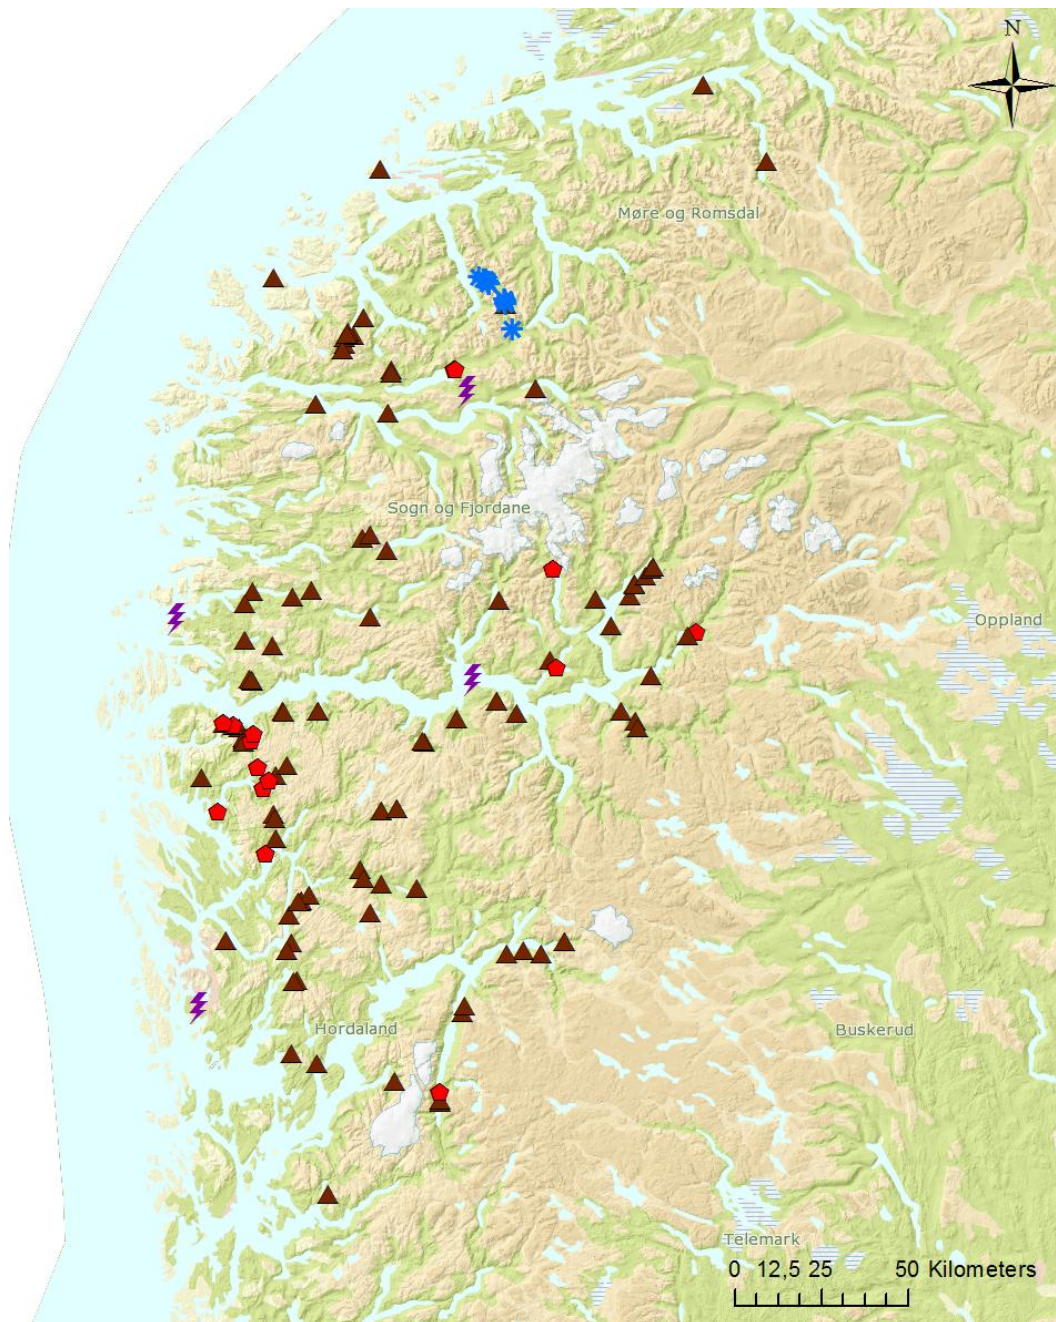 N
Møre og Romsdal
Sogn og Fjordane
Oppland
Hordaland
Buskerud
Telemark
0 12,5 25 50 Kilometers